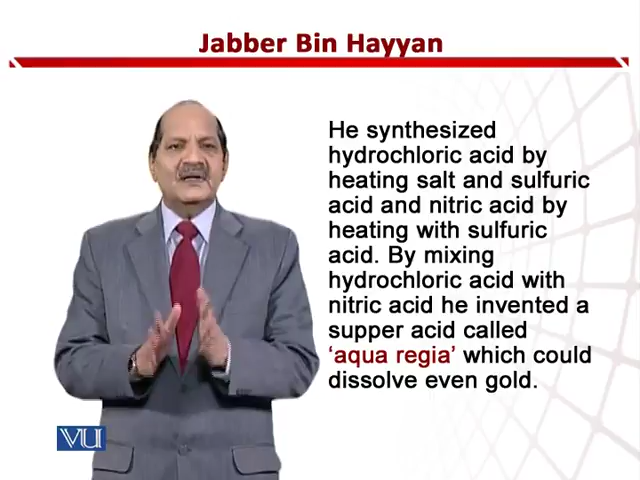 Jabber Bin Hayyan
He synthesized
hydrochloric acid by
heating salt and sulfuric
acid and nitric acid by
heating with sulfuric
acid. By mixing
hydrochloric acid with
nitric acid he invented a
supper acid called
‘aqua regia’ which could
dissolve even gold.
VU